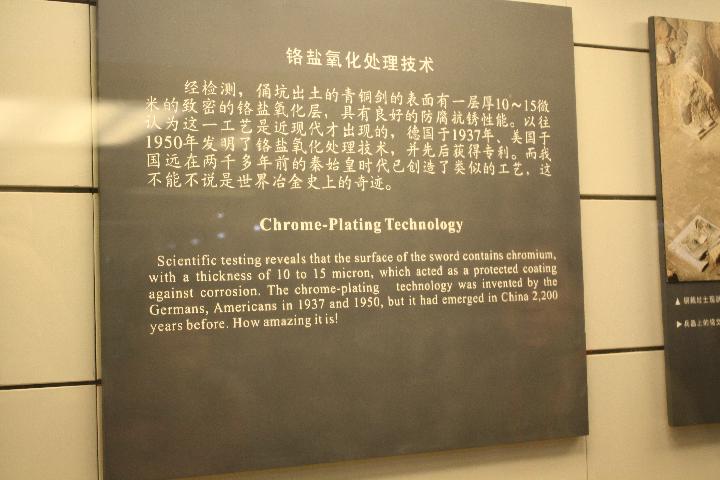 铬盐氧化处理技术
经检测，俑坑出土的青铜剑的表面有一层厚10～15微
米的致密的铬盐氧化层，具有良好的防腐抗锈性能。以往
认为这一工艺是近现代才出现的，德国于1937年、美国于
1950年发明了铬盐氧化处理技术，并先后获得专利。而我
国远在两千多年前的秦始皇时代已创造了类似的工艺，这
不能不说是世界冶金史上的奇迹。
Chrome-Plating Technology
Scientific testing reveals that the surface of the sword contains chromium,
with a thickness of 10 to 15 micron, which acted as a protected coating
against corrosion. The chrome-plating technology was invented by the
Germans, Americans in 1937 and 1950, but it had emerged in China 2,200
years before. How amazing it is!